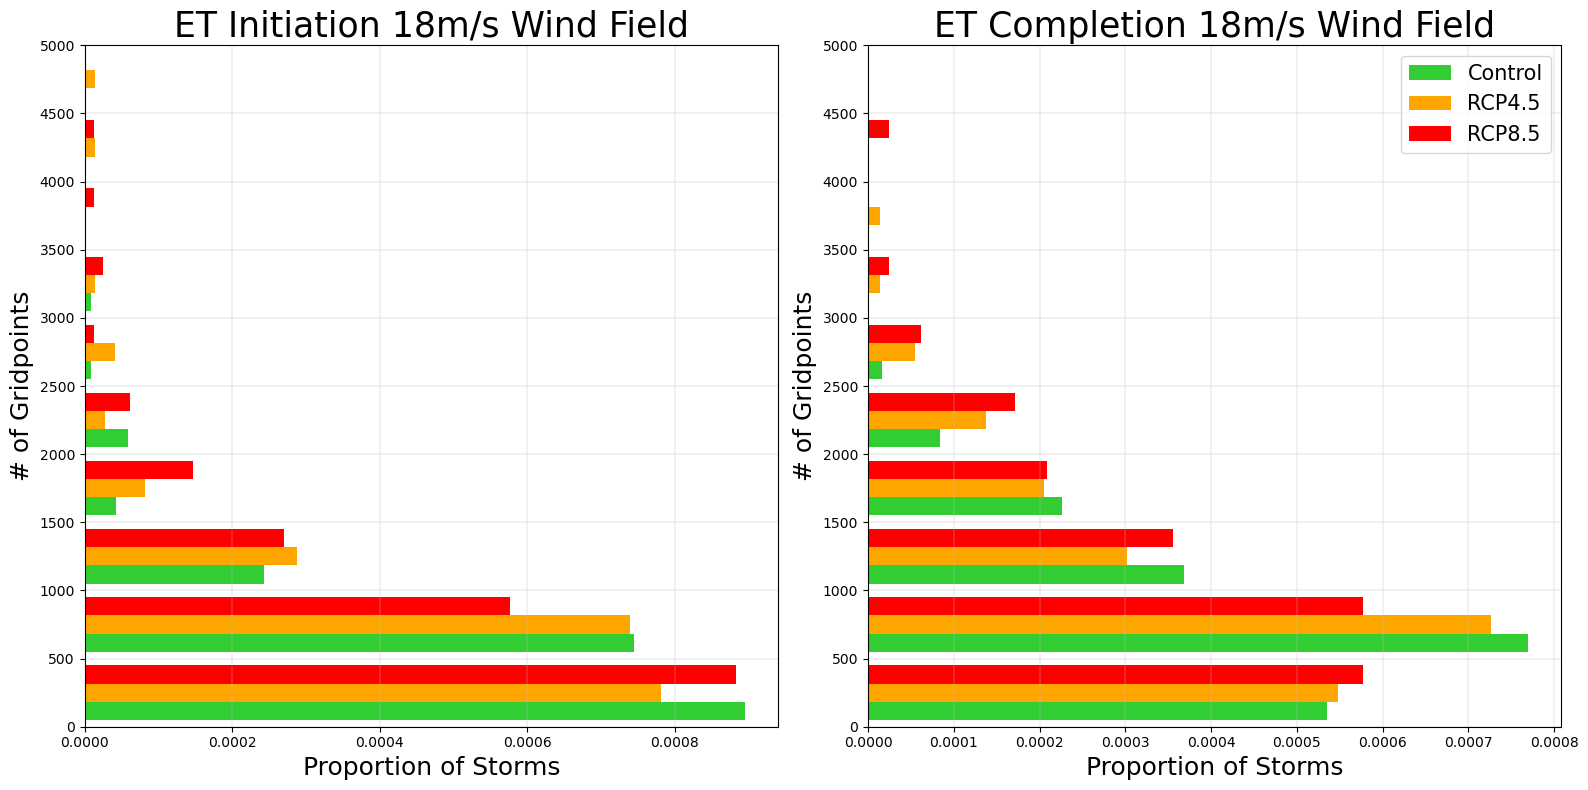 ET Initiation 18m/s Wind Field
5000
4500
4000
3500
3000
2500
2000
1500
1000
500
0
# of Gridpoints
0.0000 0.0002 0.0004 0.0006 0.0008
Proportion of Storms
ET Completion 18m/s Wind Field
Control
RCP4.5
RCP8.5
5000
4500
4000
3500
3000
2500
2000
1500
1000
500
0
# of Gridpoints
0.0000 0.0001 0.0002 0.0003 0.0004 0.0005 0.0006 0.0007 0.0008
Proportion of Storms